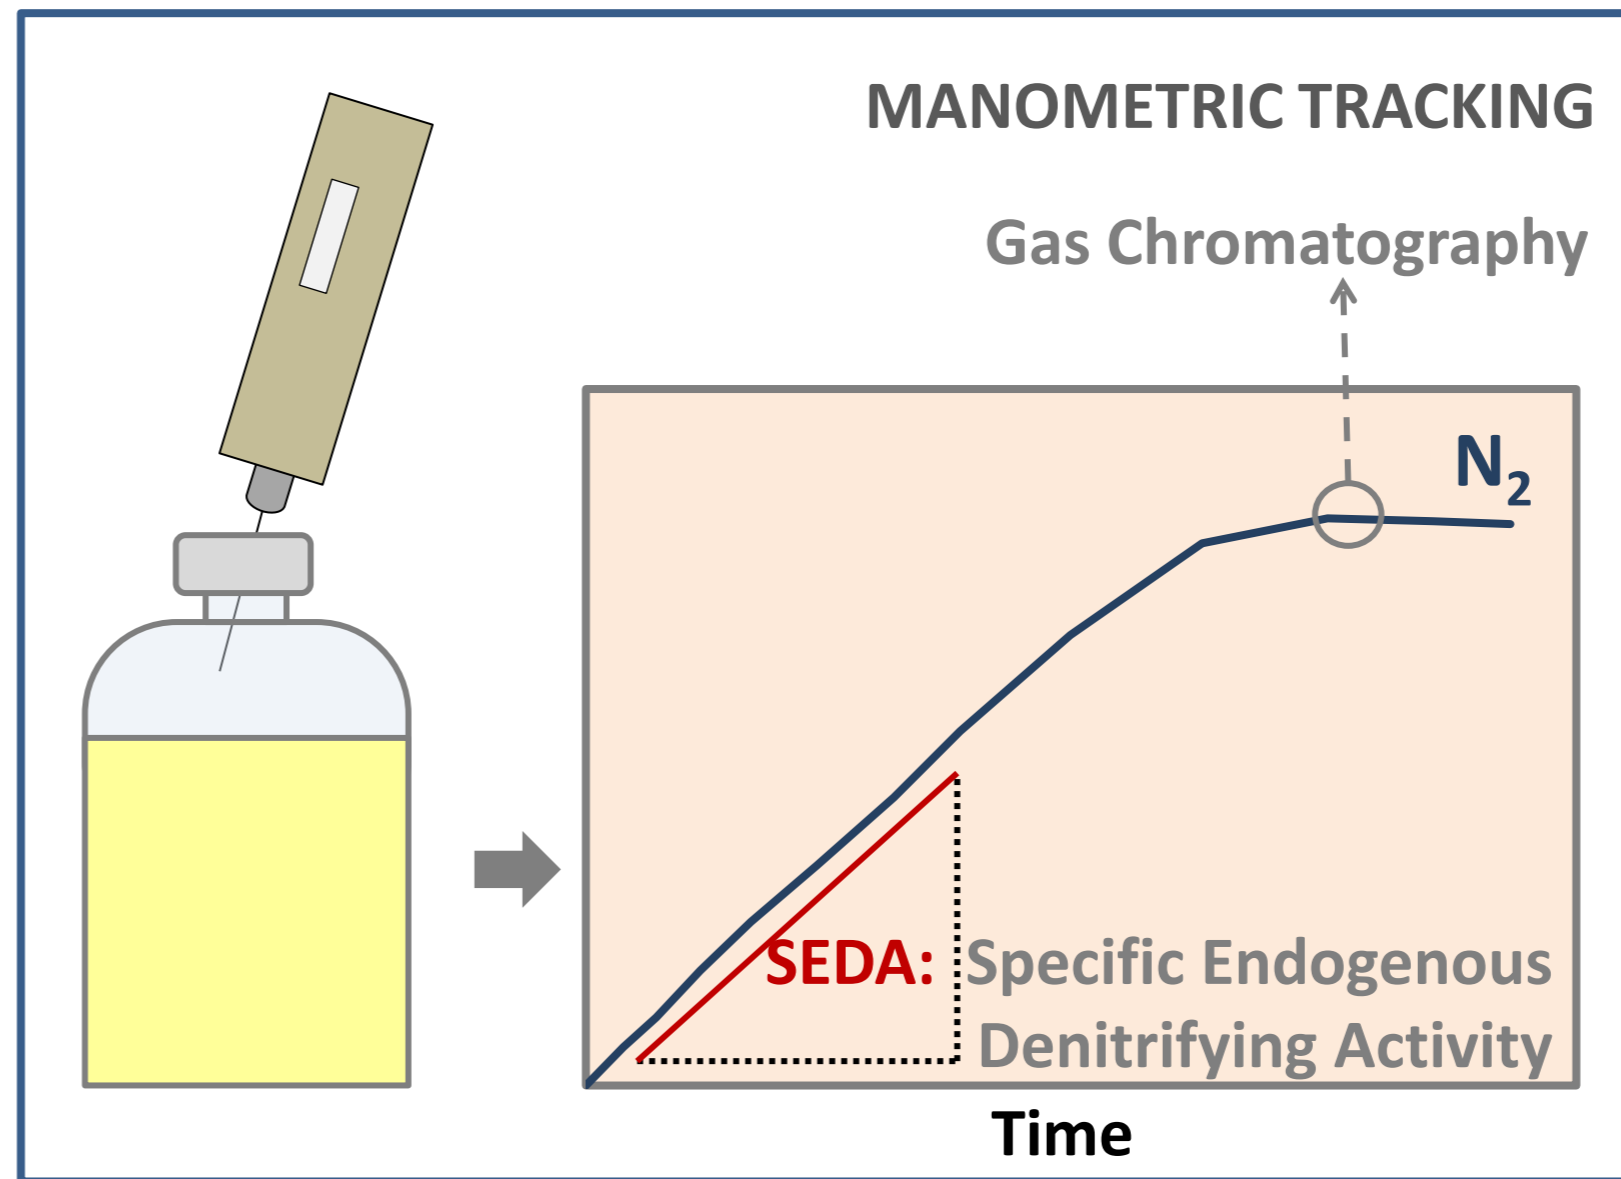 MANOMETRIC TRACKING
Gas Chromatography
N₂
SEDA: Specific Endogenous
Denitrifying Activity
Time